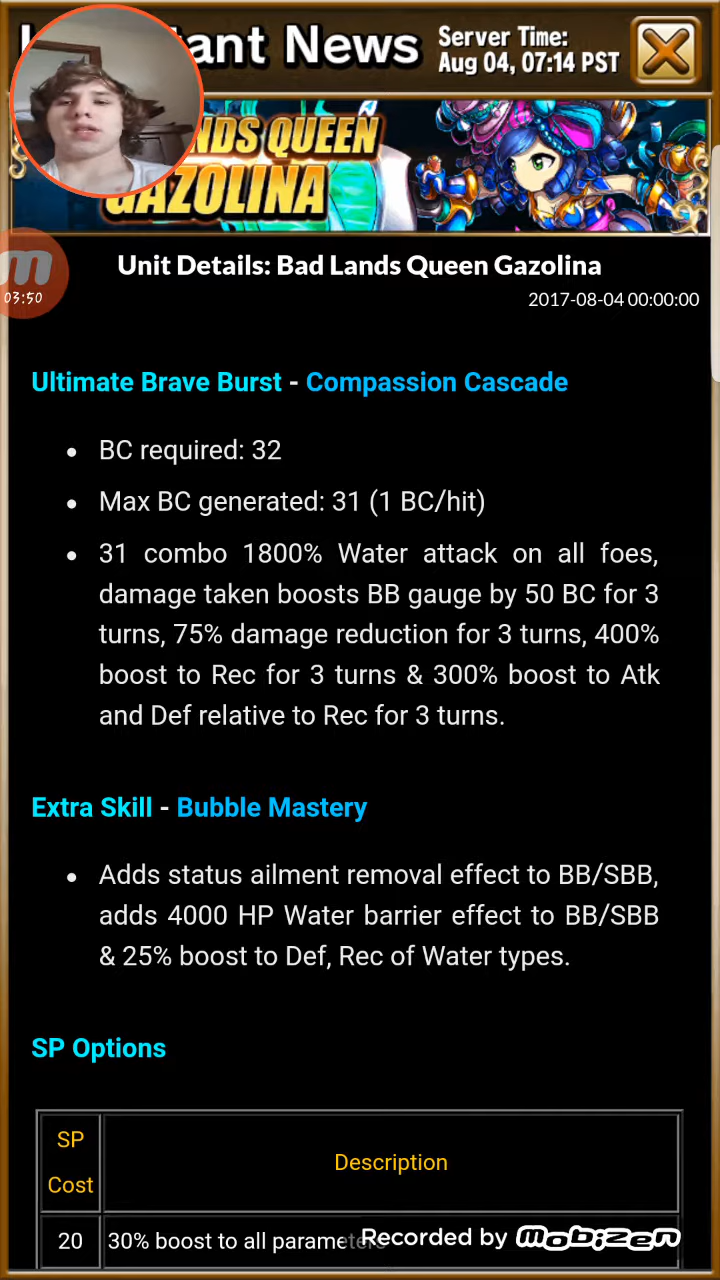 tant News
Server Time:
Aug 04, 07:14 PST
NDS QUEEN
GAZOLINA
m
03:50
Unit Details: Bad Lands Queen Gazolina
2017-08-04 00:00:00
Ultimate Brave Burst - Compassion Cascade
• BC required: 32
• Max BC generated: 31 (1 BC/hit)
• 31 combo 1800% Water attack on all foes,
damage taken boosts BB gauge by 50 BC for 3
turns, 75% damage reduction for 3 turns, 400%
boost to Rec for 3 turns & 300% boost to Atk
and Def relative to Rec for 3 turns.
Extra Skill - Bubble Mastery
• Adds status ailment removal effect to BB/SBB,
adds 4000 HP Water barrier effect to BB/SBB
& 25% boost to Def, Rec of Water types.
SP Options
SP
Cost
Description
20
30% boost to all parameters
Recorded by mobizen